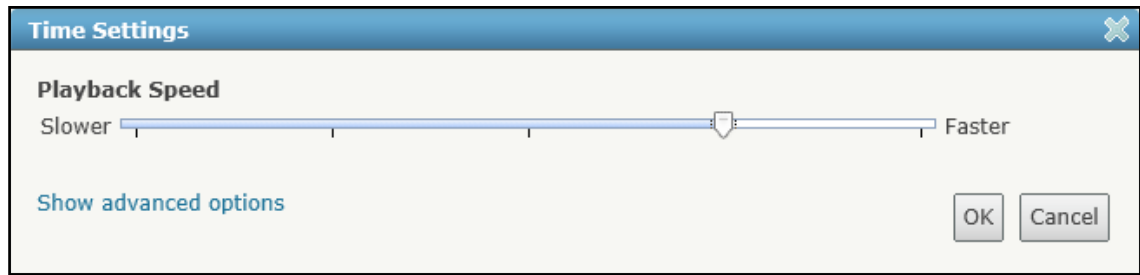 Time Settings
Playback Speed
Slower Faster
Show advanced options
OK Cancel